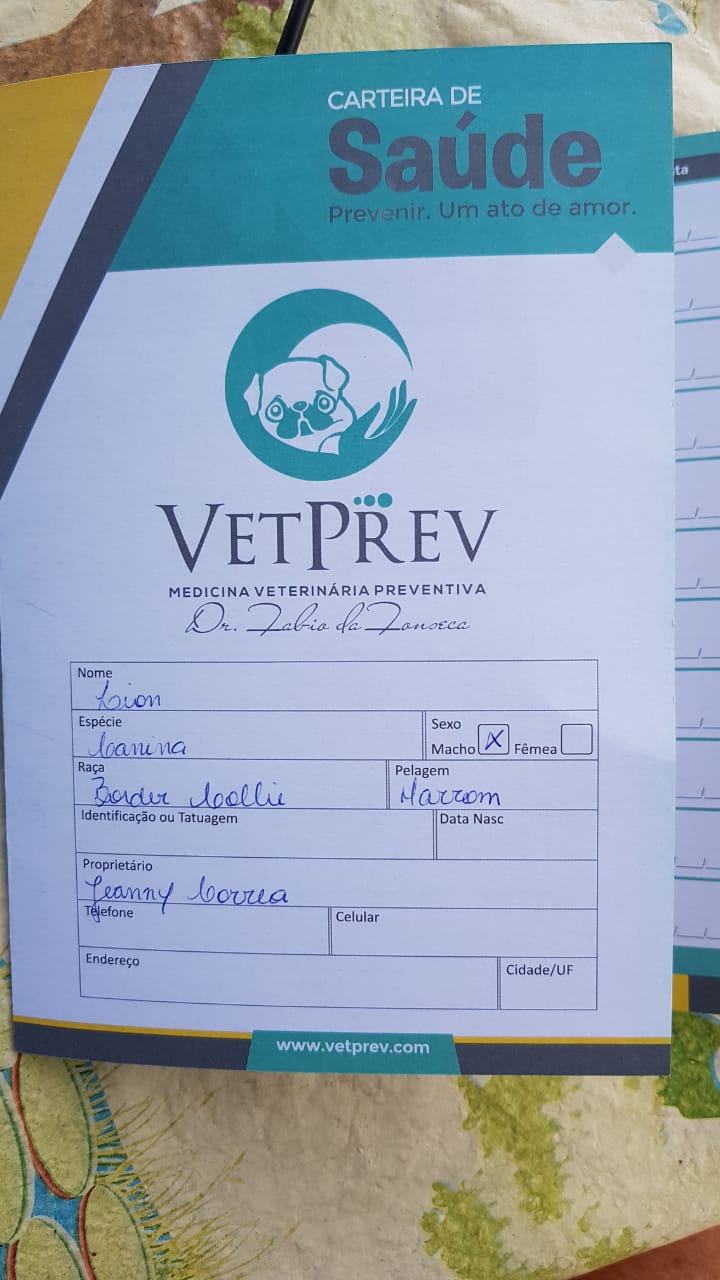 CARTEIRA DE
Saúde
Prevenir. Um ato de amor.
ta
VETPREV
MEDICINA VETERINÁRIA PREVENTIVA
Dr. Fabio da Fonseca
Nome
Lion
Espécie
Canina
Sexo
Macho X Fêmea
Raça
Border Collie
Pelagem
Marrom
Identificação ou Tatuagem
Data Nasc
Proprietário
Jeanny Correa
Telefone
Celular
Endereço
Cidade/UF
www.vetprev.com